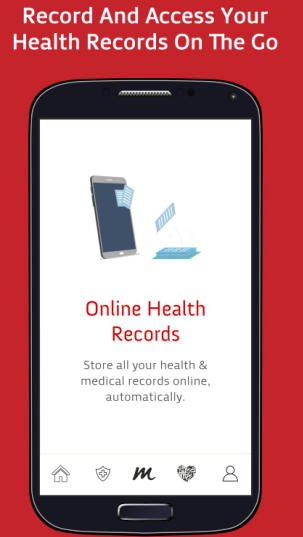 Record And Access Your
Health Records On The Go
Online Health
Records
Store all your health &
medical records online,
automatically.
m